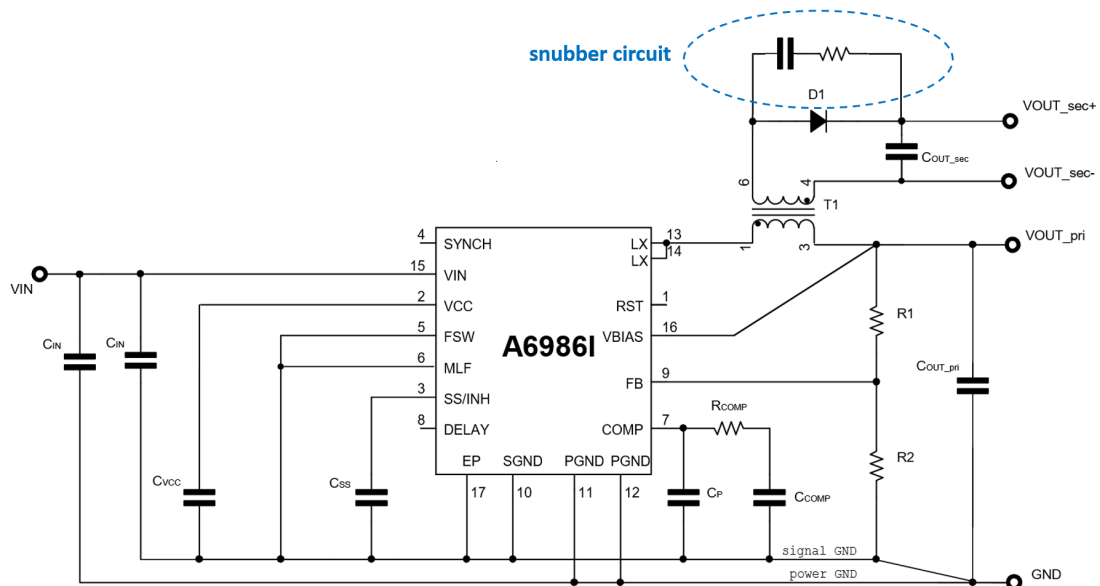 snubber circuit
D1
VOUT_sec+
COUT_sec
6
4
VOUT_sec-
T1
4
SYNCH
LX
13
1
3
VOUT_pri
LX
14
15
VIN
VIN
2
VCC
RST
1
CIN
CIN
5
FSW
VBIAS
16
R1
A6986I
6
MLF
COUT_pri
FB
9
3
SS/INH
RCOMP
8
DELAY
COMP
7
R2
EP
SGND
PGND
PGND
CVCC
CSS
17
10
11
12
CP
CCOMP
signal GND
power GND
GND